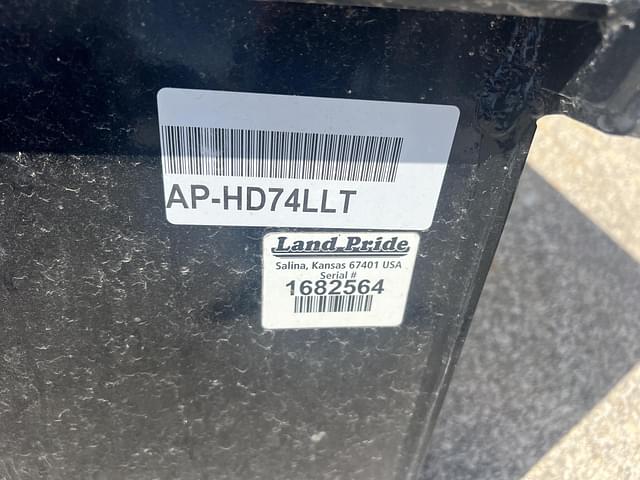 AP-HD74LLT
Land Pride
Salina, Kansas 67401 USA
Serial #
1682564